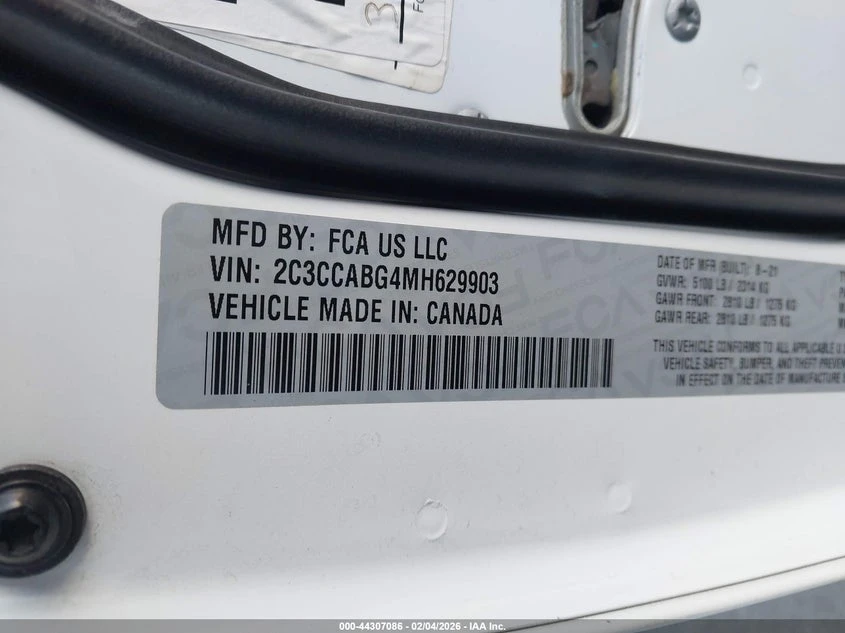 3
MFD BY: FCA US LLC
VIN: 2C3CCABG4MH629903
VEHICLE MADE IN: CANADA
DATE OF MFR (BUILT): 8-21
GVWR: 5100 LB / 2314 KG
GAWR FRONT: 2810 LB / 1275 KG
GAWR REAR: 2810 LB / 1275 KG
THIS VEHICLE CONFORMS TO ALL APPLICABLE
VEHICLE SAFETY, BUMPER, AND THEFT
IN EFFECT ON THE DATE OF MANUFACTURE
000-44307086 - 02/04/2026 - IAA Inc.